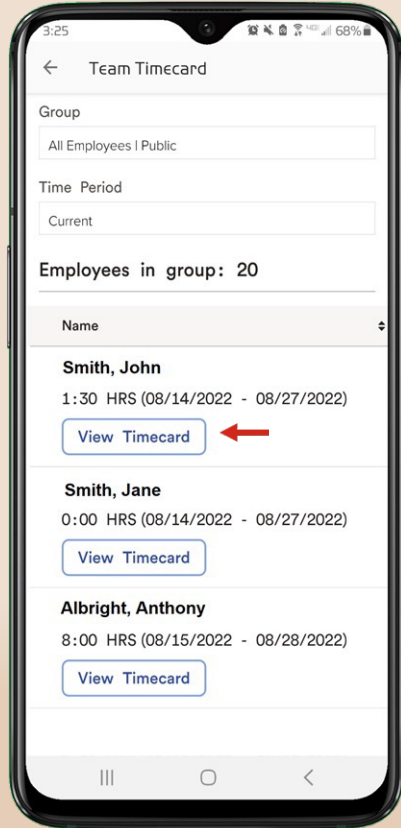 3:25
68%
Team Timecard
Group
All Employees | Public
Time Period
Current
Employees in group: 20
Name
Smith, John
1:30 HRS (08/14/2022 - 08/27/2022)
View Timecard
Smith, Jane
0:00 HRS (08/14/2022 - 08/27/2022)
View Timecard
Albright, Anthony
8:00 HRS (08/15/2022 - 08/28/2022)
View Timecard